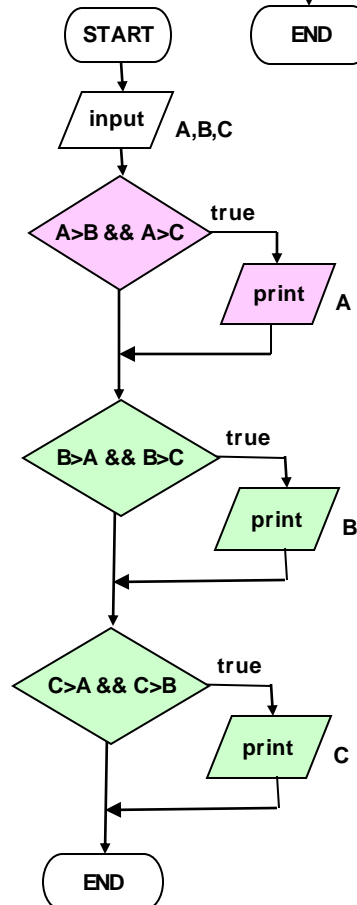 START
END
input
A,B,C
A>B && A>C
true
print
A
B>A && B>C
true
print
B
C>A && C>B
true
print
C
END